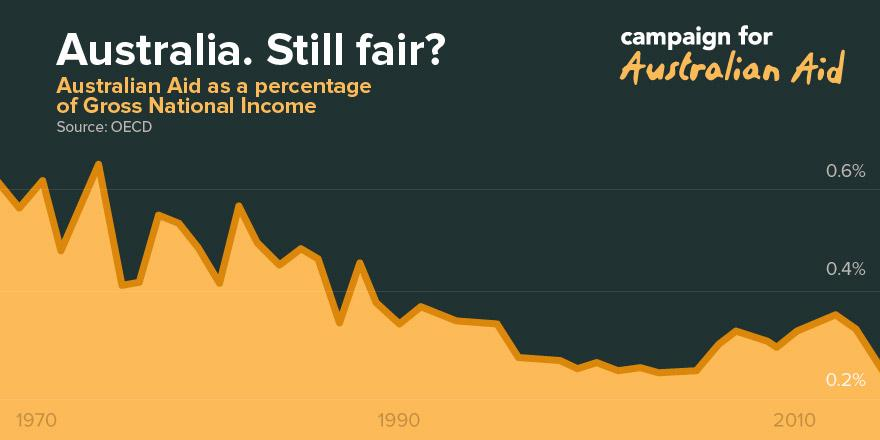 Australia. Still fair?
Australian Aid as a percentage
of Gross National Income
Source: OECD
campaign for
Australian Aid
0.6%
0.4%
0.2%
1970
1990
2010